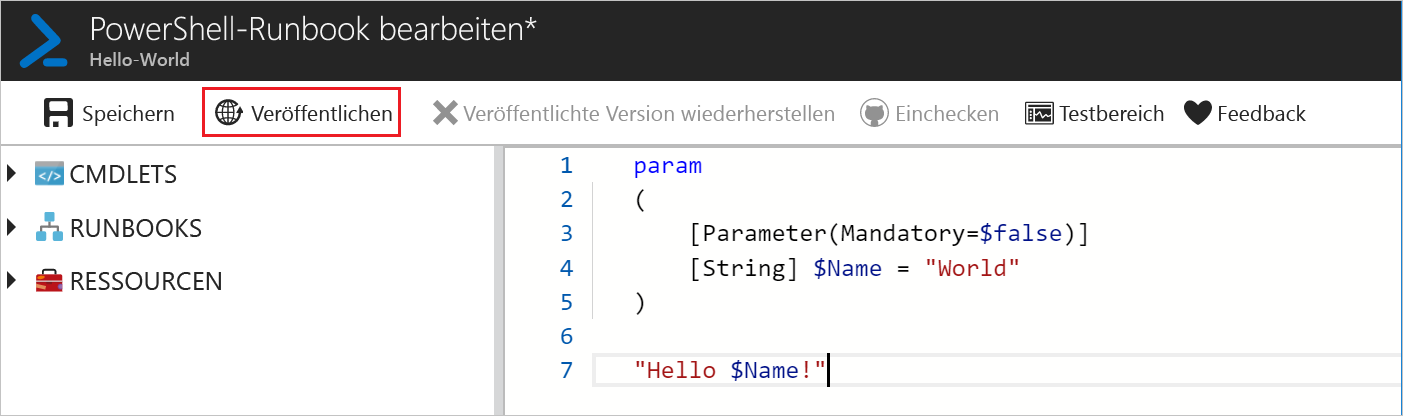 PowerShell-Runbook bearbeiten*
Hello-World
Speichern Veröffentlichen Veröffentlichte Version wiederherstellen Einchecken Testbereich Feedback
CMDLETS
RUNBOOKS
RESSOURCEN
1 param
2 (
3 [Parameter(Mandatory=$false)]
4 [String] $Name = "World"
5 )
6
7 "Hello $Name!"